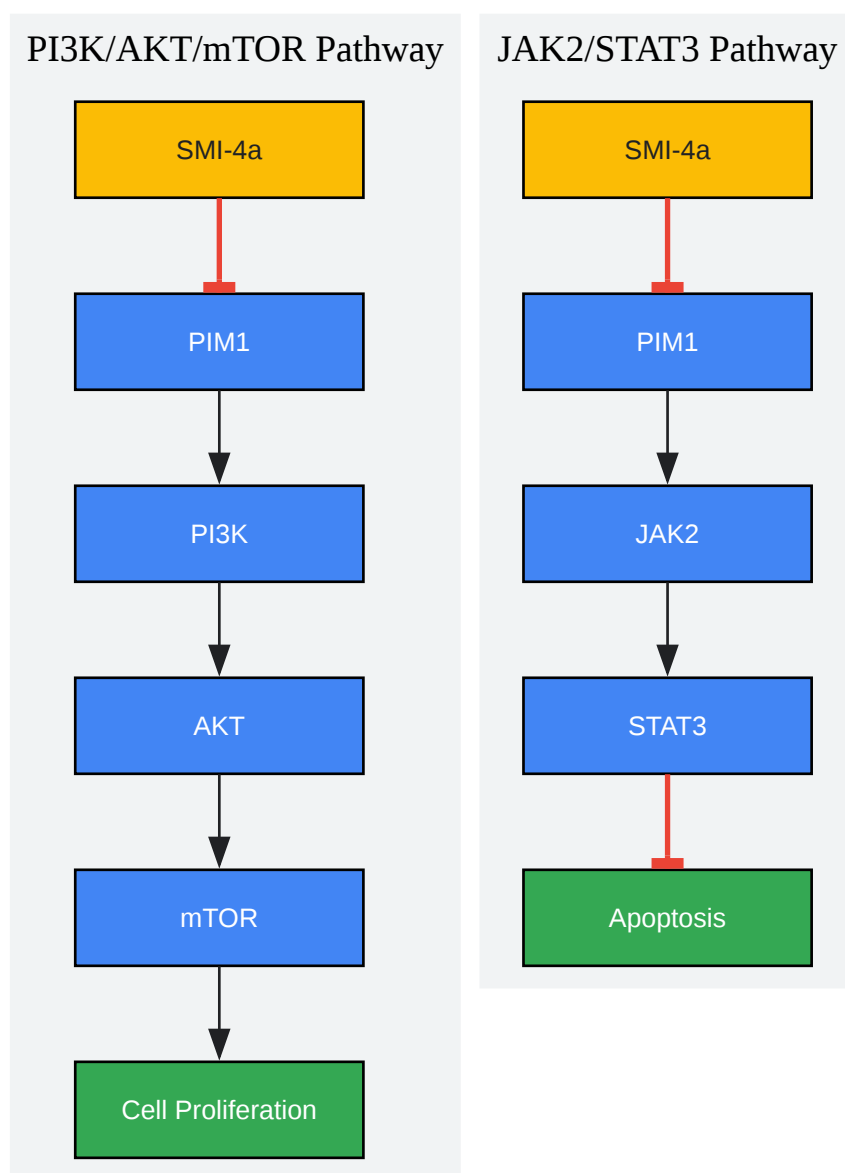 PI3K/AKT/mTOR Pathway
SMI-4a
PIM1
PI3K
AKT
mTOR
Cell Proliferation
JAK2/STAT3 Pathway
SMI-4a
PIM1
JAK2
STAT3
Apoptosis